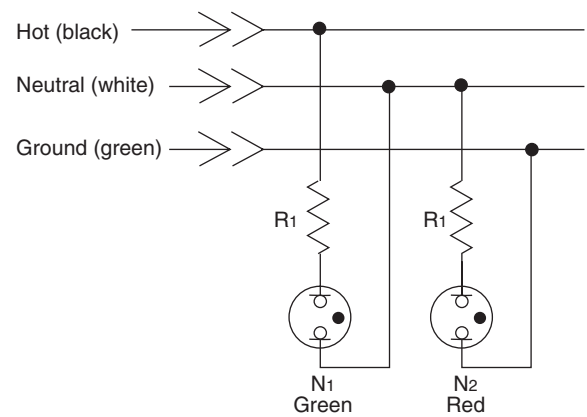 Hot (black)
Neutral (white)
Ground (green)
R1
R1
N1
Green
N2
Red